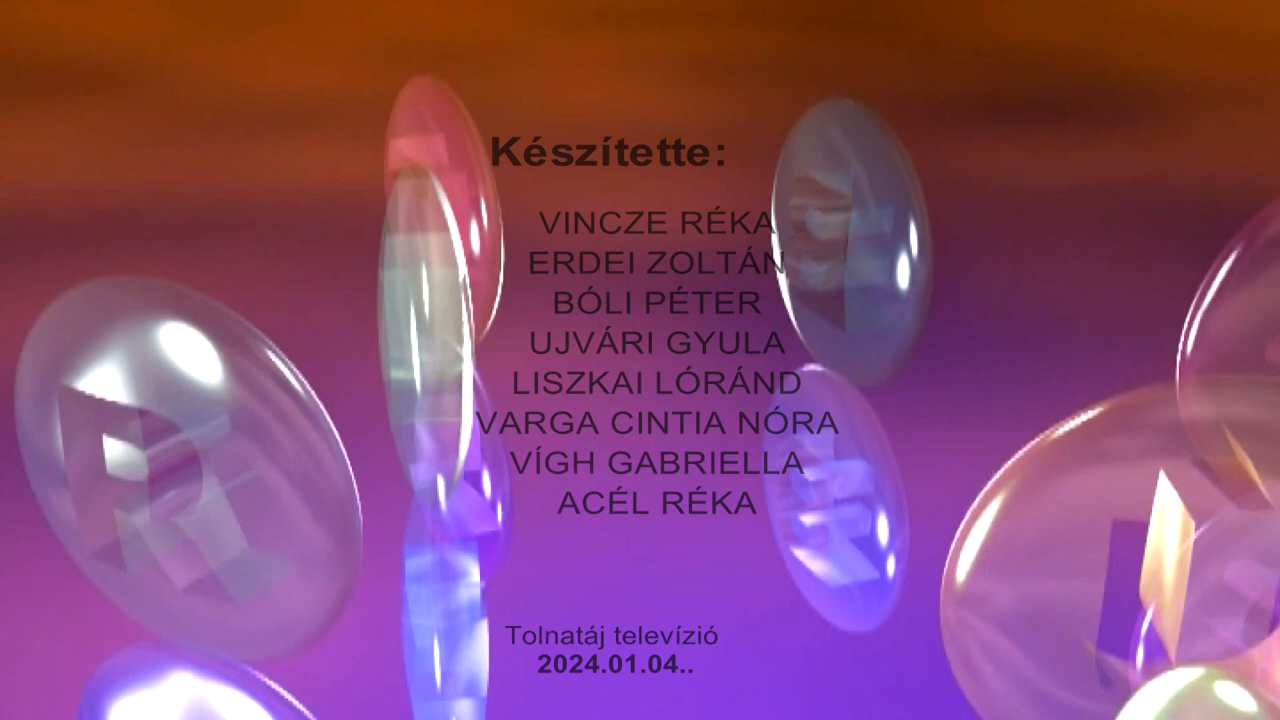 Készítette:
VINCZE RÉKA
ERDEI ZOLTÁN
BÓLI PÉTER
UJVÁRI GYULA
LISZKAI LÓRÁND
VARGA CINTIA NÓRA
VÍGH GABRIELLA
ACÉL RÉKA
Tolnatáj televízió
2024.01.04..